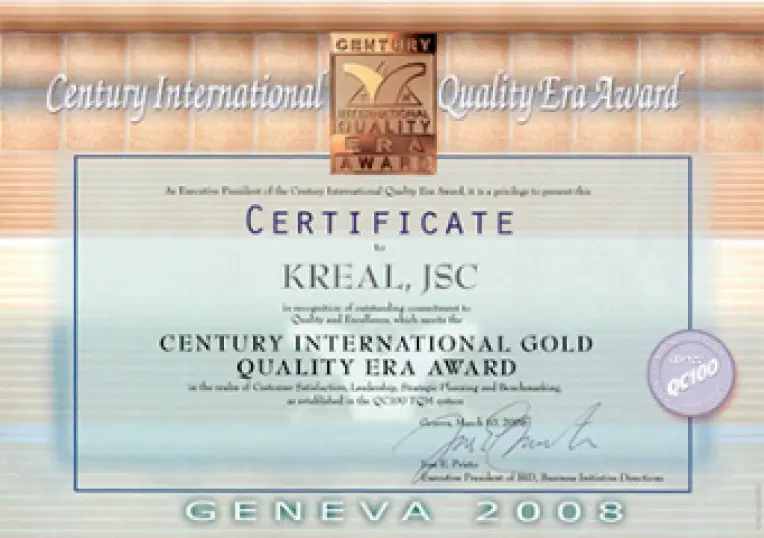 Century International
CENTURY
INTERNATIONAL
QUALITY
ERA
AWARD
Quality Era Award
As Executive President of the Century International Quality Era Award, it is a privilege to present this
CERTIFICATE
to
KREAL, JSC
in recognition of outstanding commitment to
Quality and Excellence, which merits the
CENTURY INTERNATIONAL GOLD
QUALITY ERA AWARD
in the realm of Customer Satisfaction, Leadership, Strategic Planning and Benchmarking,
as established in the QC100 TQM system
QC100
Geneva, March 10, 2008
Jose E. Prieto
Executive President of BID, Business Initiative Directions
GENEVA 2008